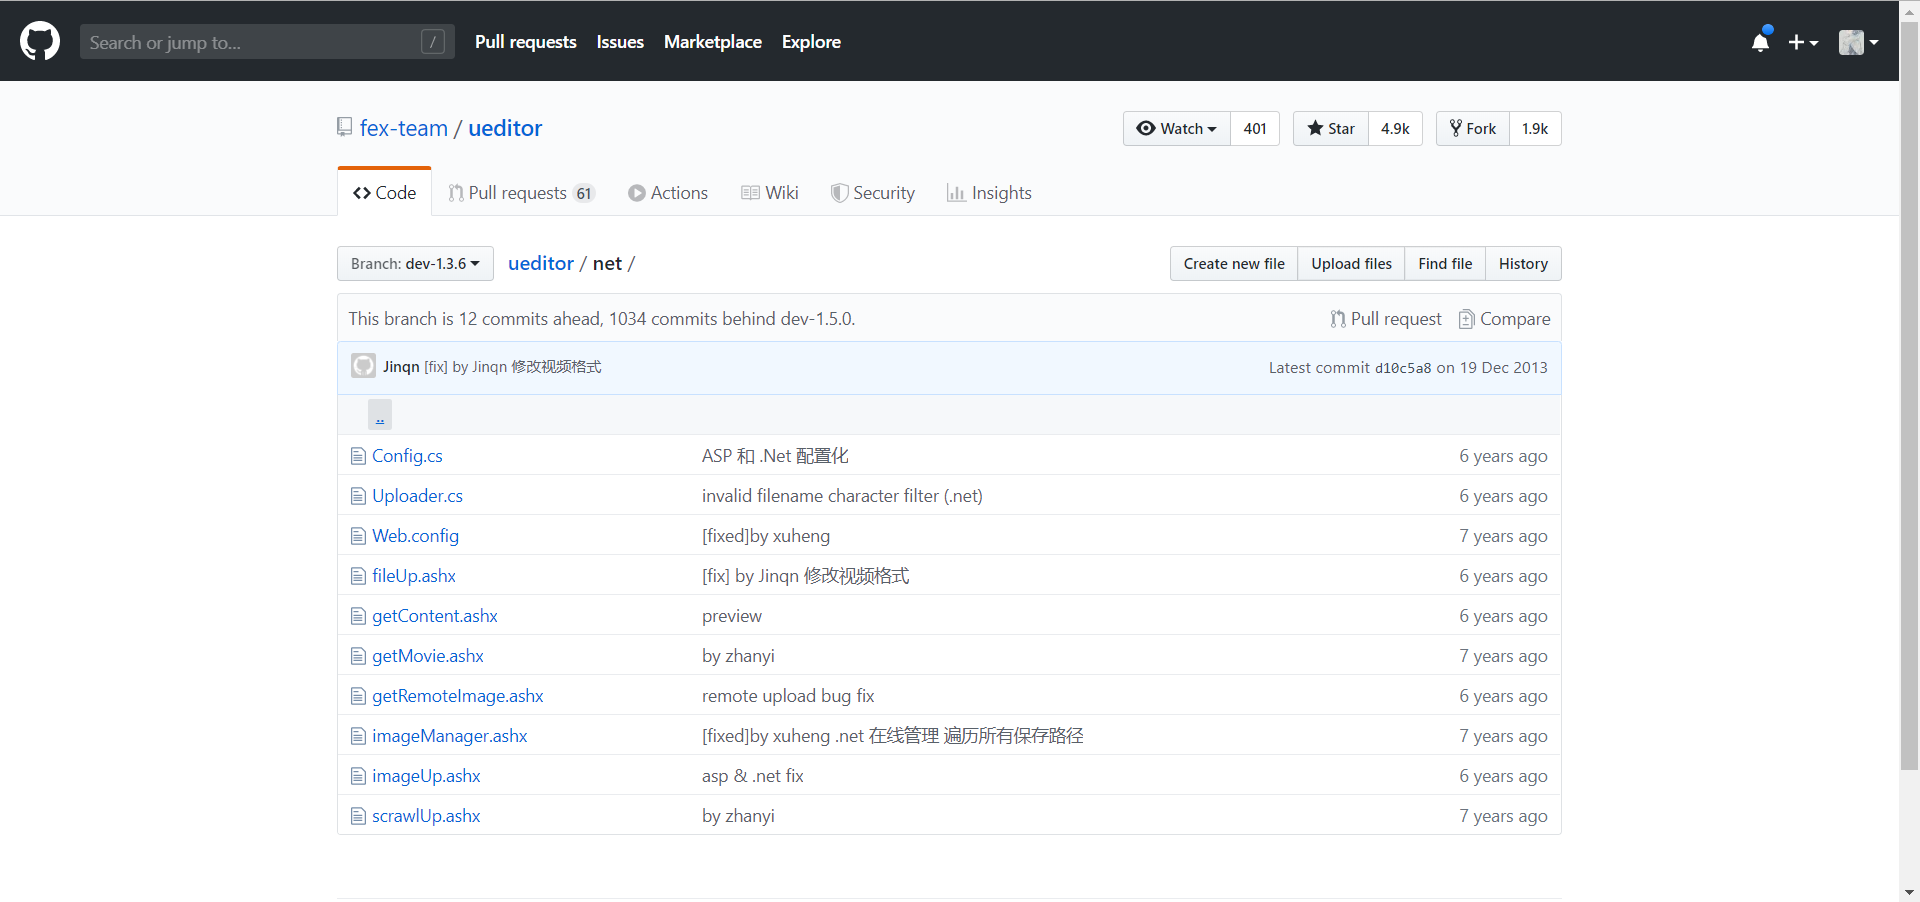 Search or jump to... /
Pull requests Issues Marketplace Explore
fex-team / ueditor
Watch 401 Star 4.9k Fork 1.9k
Code Pull requests 61 Actions Wiki Security Insights
Branch: dev-1.3.6 ueditor / net /
Create new file Upload files Find file History
This branch is 12 commits ahead, 1034 commits behind dev-1.5.0. Pull request Compare
Jinqn [fix] by Jinqn 修改视频格式 Latest commit d10c5a8 on 19 Dec 2013
..
Config.cs ASP 和 .Net 配置化 6 years ago
Uploader.cs invalid filename character filter (.net) 6 years ago
Web.config [fixed]by xuheng 7 years ago
fileUp.ashx [fix] by Jinqn 修改视频格式 6 years ago
getContent.ashx preview 6 years ago
getMovie.ashx by zhanyi 7 years ago
getRemoteImage.ashx remote upload bug fix 6 years ago
imageManager.ashx [fixed]by xuheng .net 在线管理 遍历所有保存路径 7 years ago
imageUp.ashx asp & .net fix 6 years ago
scrawlUp.ashx by zhanyi 7 years ago